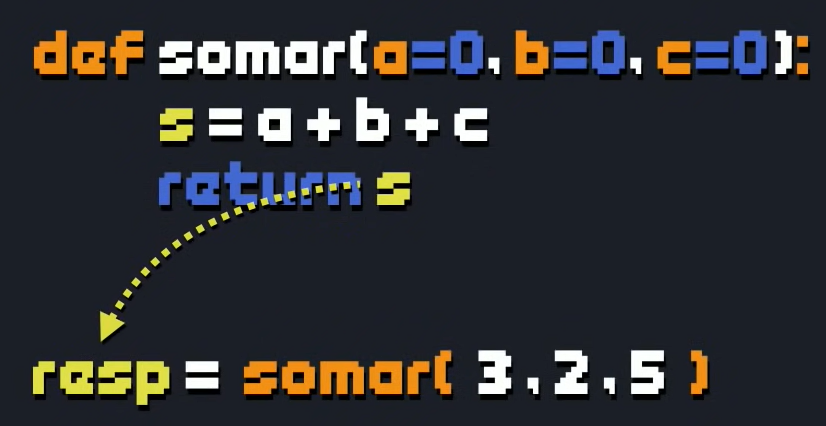 def somar(a=0, b=0, c=0):
s = a + b + c
return s
resp = somar( 3 , 2 , 5 )